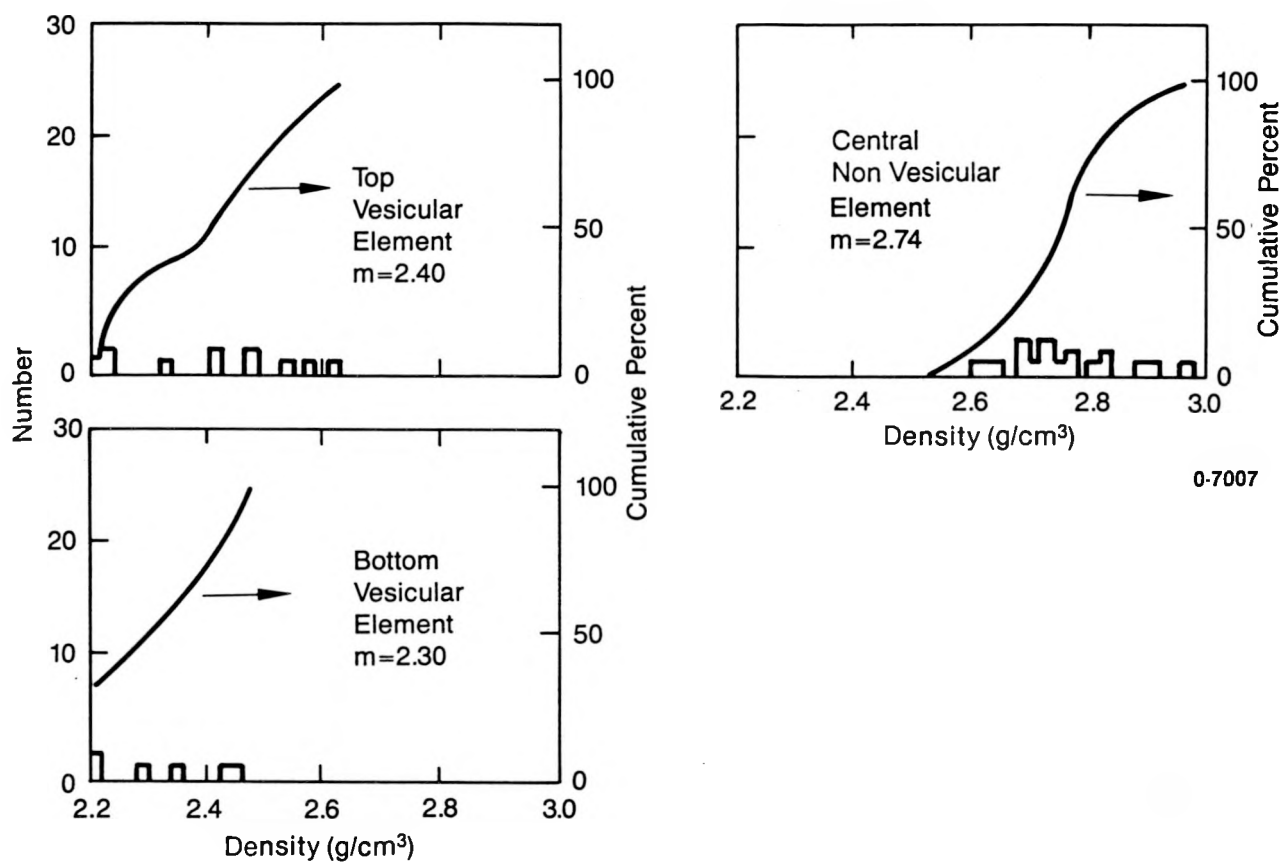 30
20
10
0
100
50
0
Top
Vesicular
Element
m=2.40
Number
Cumulative Percent
30
20
10
0
100
50
0
Bottom
Vesicular
Element
m=2.30
2.2
2.4
2.6
2.8
3.0
Density (g/cm³)
100
50
0
Central
Non Vesicular
Element
m=2.74
Cumulative Percent
2.2
2.4
2.6
2.8
3.0
Density (g/cm³)
0-7007